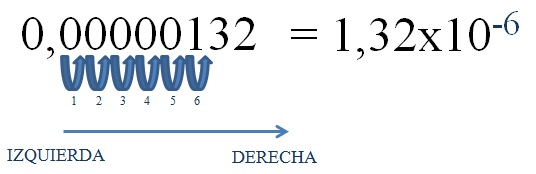 0,00000132 = 1,32x10⁻⁶
1 2 3 4 5 6
IZQUIERDA DERECHA